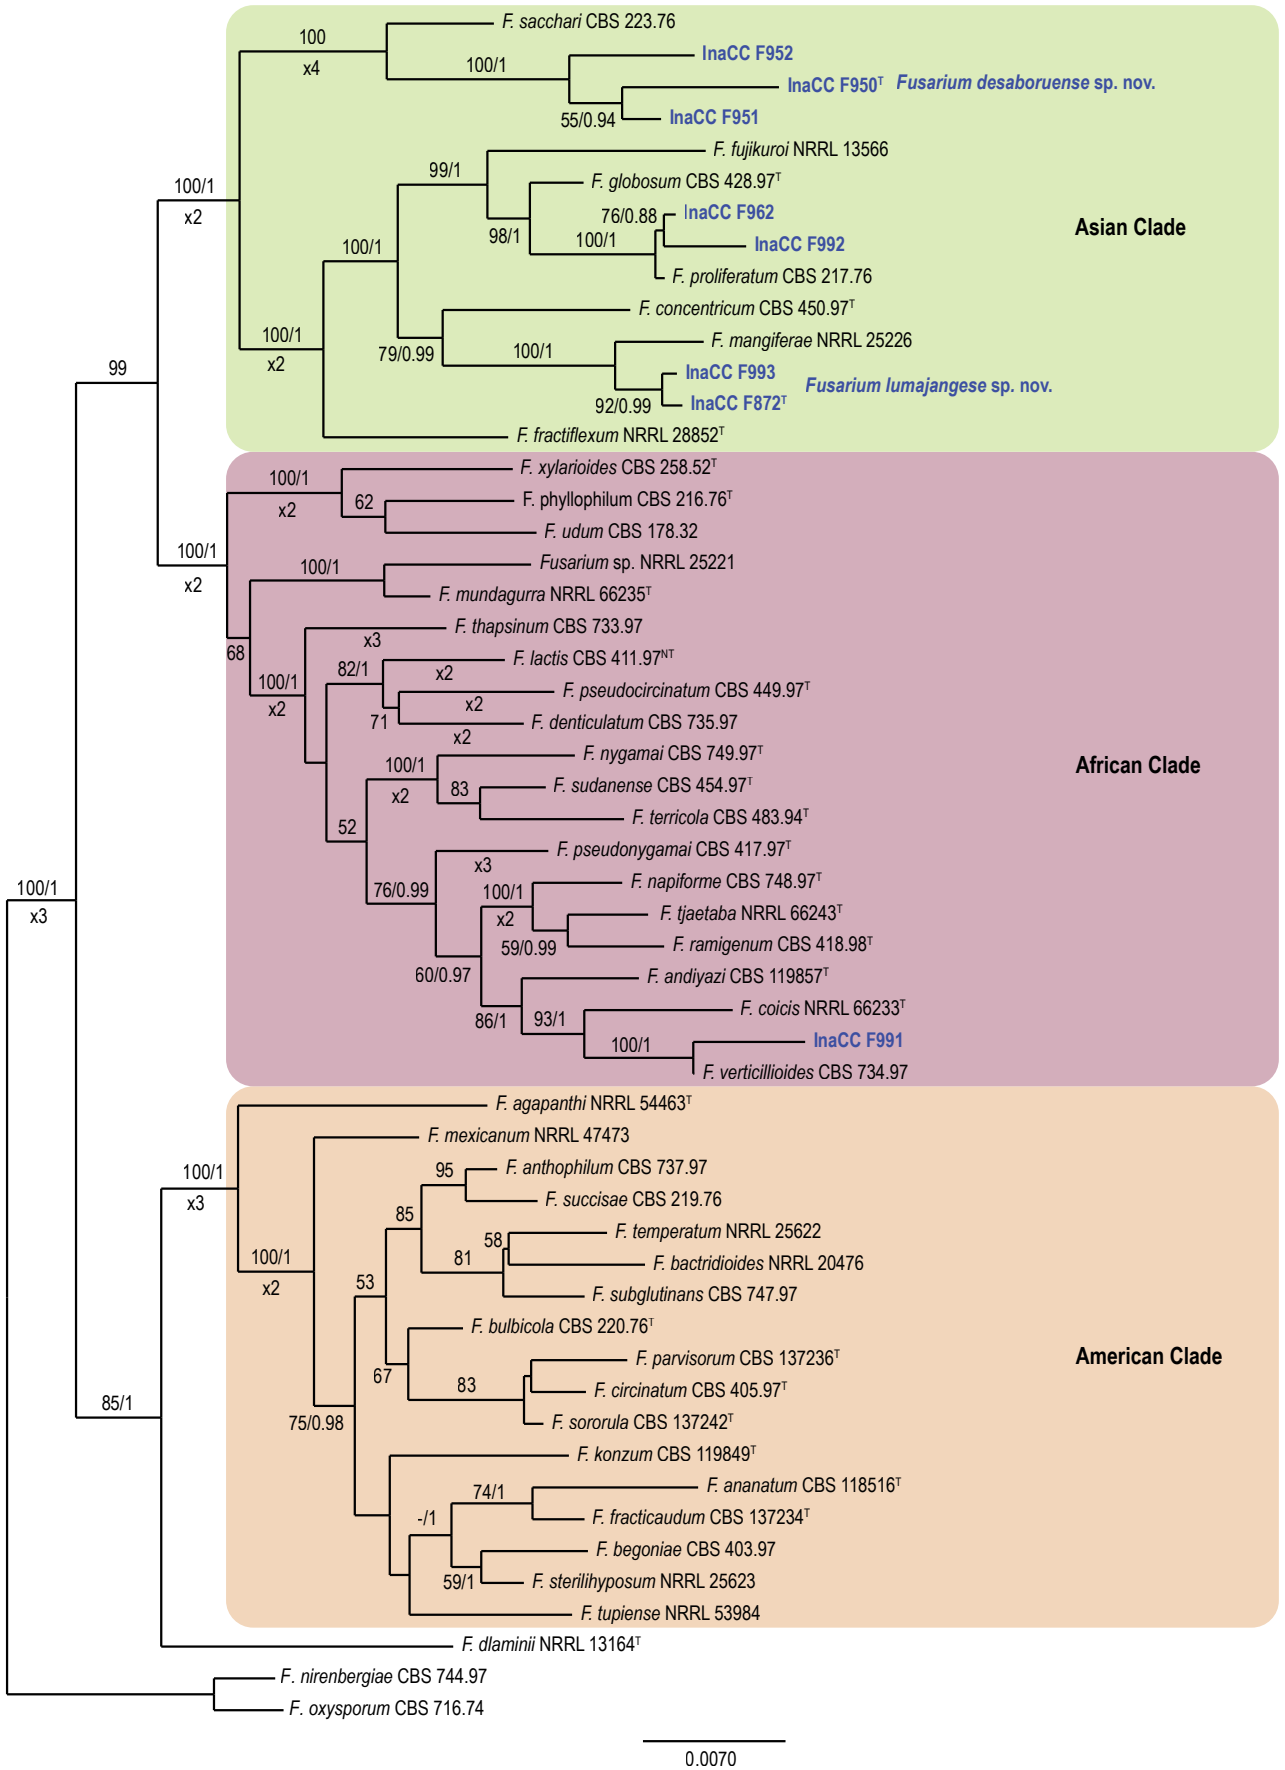 F. sacchari CBS 223.76
100
x4
InaCC F952
100/1
InaCC F950ᵀ Fusarium desaboruense sp. nov.
55/0.94
InaCC F951
F. fujikuroi NRRL 13566
99/1
F. globosum CBS 428.97ᵀ
100/1
x2
76/0.88
InaCC F962
Asian Clade
98/1
100/1
InaCC F992
100/1
F. proliferatum CBS 217.76
F. concentricum CBS 450.97ᵀ
100/1
x2
79/0.99
100/1
F. mangiferae NRRL 25226
InaCC F993
Fusarium lumajangese sp. nov.
92/0.99
InaCC F872ᵀ
99
F. fractiflexum NRRL 28852ᵀ
F. xylarioides CBS 258.52ᵀ
100/1
x2
62
F. phyllophilum CBS 216.76ᵀ
F. udum CBS 178.32
100/1
x2
100/1
Fusarium sp. NRRL 25221
F. mundagurra NRRL 66235ᵀ
F. thapsinum CBS 733.97
x3
68
82/1
F. lactis CBS 411.97ᴺᵀ
x2
100/1
x2
F. pseudocircinatum CBS 449.97ᵀ
x2
71
F. denticulatum CBS 735.97
x2
F. nygamai CBS 749.97ᵀ
African Clade
100/1
x2
83
F. sudanense CBS 454.97ᵀ
F. terricola CBS 483.94ᵀ
52
F. pseudonygamai CBS 417.97ᵀ
x3
76/0.99
100/1
x2
F. napiforme CBS 748.97ᵀ
100/1
x3
F. tjaetaba NRRL 66243ᵀ
59/0.99
F. ramigenum CBS 418.98ᵀ
60/0.97
F. andiyazi CBS 119857ᵀ
86/1
93/1
F. coicis NRRL 66233ᵀ
100/1
InaCC F991
F. verticillioides CBS 734.97
F. agapanthi NRRL 54463ᵀ
F. mexicanum NRRL 47473
100/1
x3
95
F. anthophilum CBS 737.97
F. succisae CBS 219.76
85
58
F. temperatum NRRL 25622
100/1
x2
81
F. bactridioides NRRL 20476
53
F. subglutinans CBS 747.97
F. bulbicola CBS 220.76ᵀ
American Clade
67
83
F. parvisorum CBS 137236ᵀ
F. circinatum CBS 405.97ᵀ
85/1
75/0.98
F. sororula CBS 137242ᵀ
F. konzum CBS 119849ᵀ
74/1
F. ananatum CBS 118516ᵀ
-/1
F. fracticaudum CBS 137234ᵀ
F. begoniae CBS 403.97
59/1
F. sterilihyposum NRRL 25623
F. tupiense NRRL 53984
F. dlaminii NRRL 13164ᵀ
F. nirenbergiae CBS 744.97
F. oxysporum CBS 716.74
0.0070